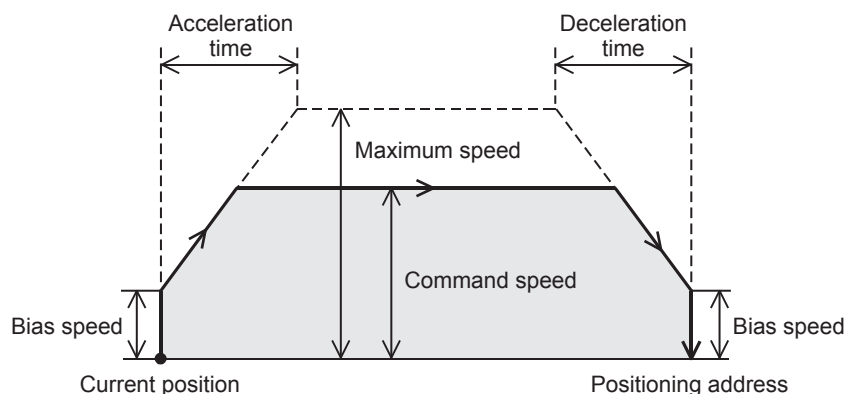 Acceleration
time
Deceleration
time
Maximum speed
Command speed
Bias speed
Bias speed
Current position
Positioning address